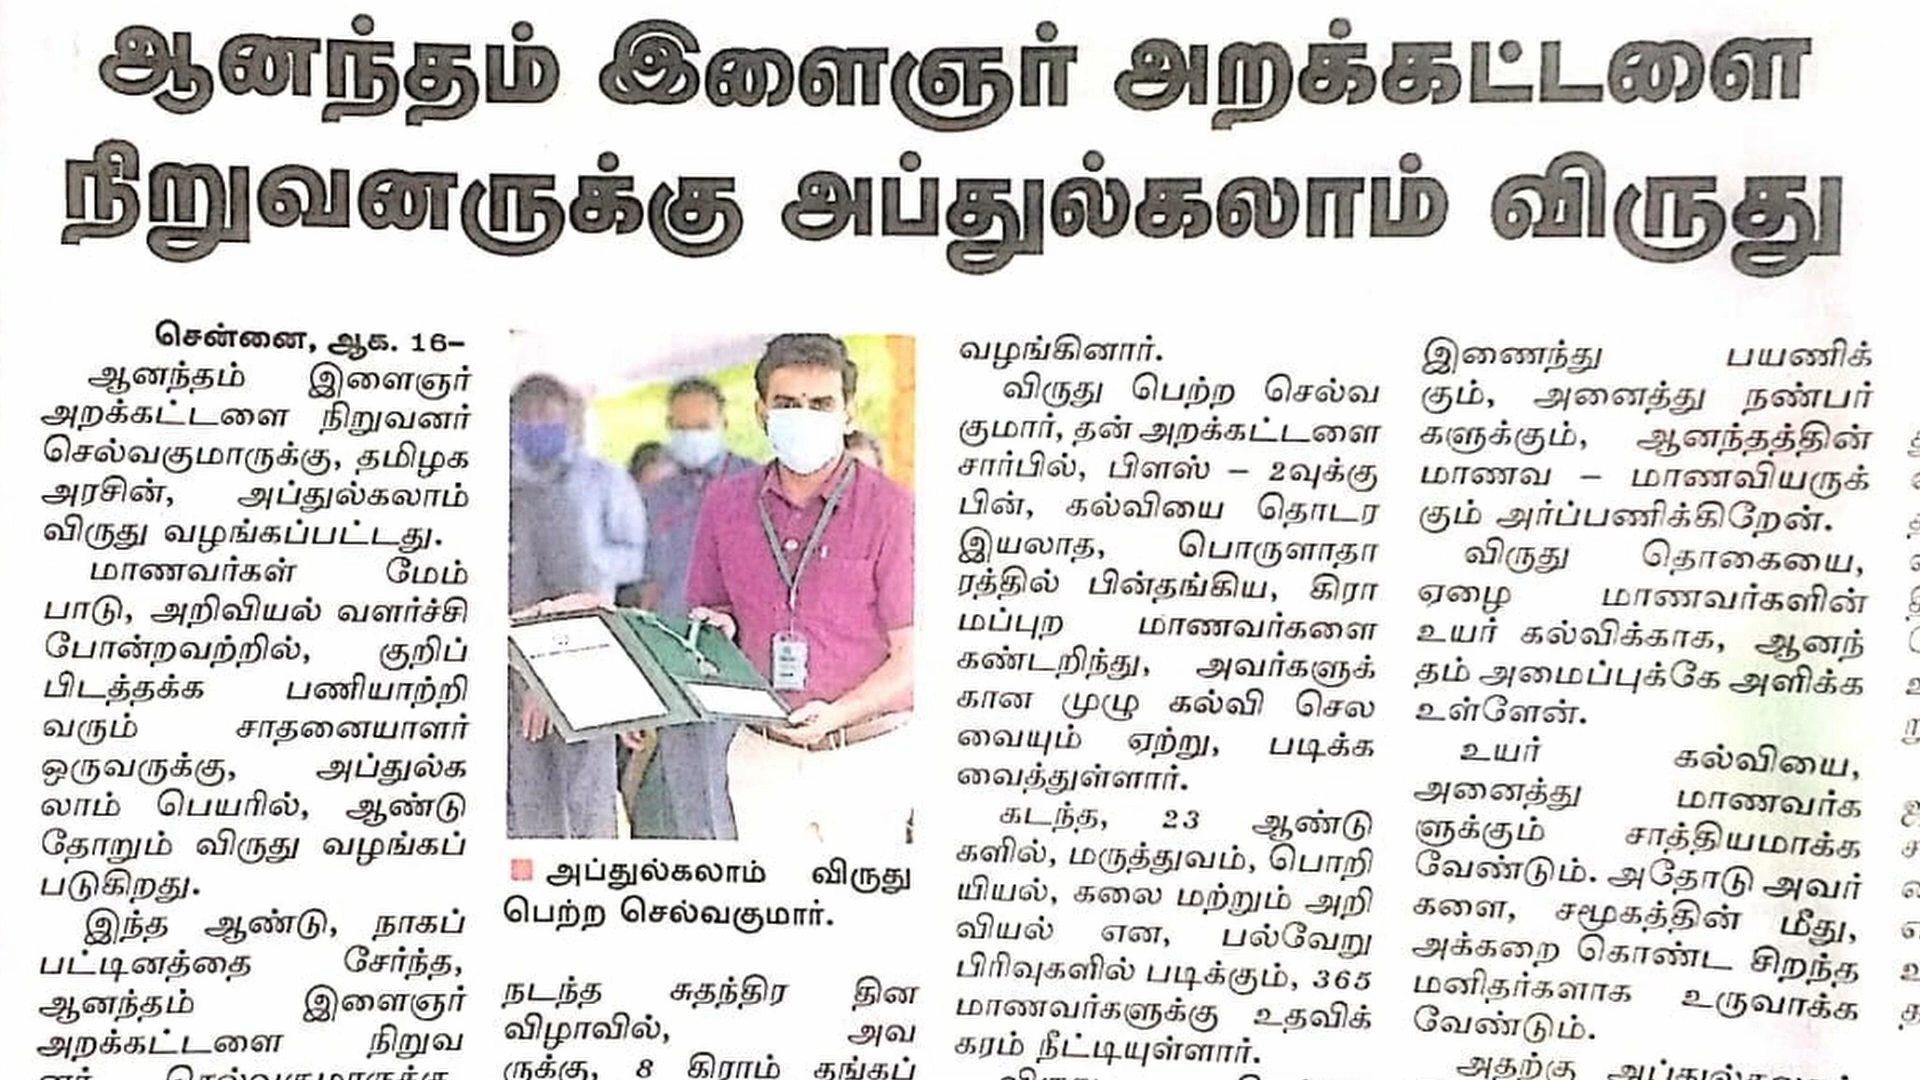 ஆனந்தம் இளைஞர் அறக்கட்டளை
நிறுவனருக்கு அப்துல்கலாம் விருது
சென்னை, ஆக. 16–
ஆனந்தம் இளைஞர்
அறக்கட்டளை நிறுவனர்
செல்வகுமாருக்கு, தமிழக
அரசின், அப்துல்கலாம்
விருது வழங்கப்பட்டது.
மாணவர்கள் மேம்
பாடு, அறிவியல் வளர்ச்சி
போன்றவற்றில், குறிப்
பிடத்தக்க பணியாற்றி
வரும் சாதனையாளர்
ஒருவருக்கு, அப்துல்க
லாம் பெயரில், ஆண்டு
தோறும் விருது வழங்கப்
படுகிறது.
இந்த ஆண்டு, நாகப்
பட்டினத்தை சேர்ந்த,
ஆனந்தம் இளைஞர்
அறக்கட்டளை நிறுவ
னர் செல்வகுமாருக்கு,
அப்துல்கலாம் விருது
பெற்ற செல்வகுமார்.
நடந்த சுதந்திர தின
விழாவில், அவ
ருக்கு, 8 கிராம் தங்கப்
வழங்கினார்.
விருது பெற்ற செல்வ
குமார், தன் அறக்கட்டளை
சார்பில், பிளஸ் – 2வுக்கு
பின், கல்வியை தொடர
இயலாத, பொருளாதா
ரத்தில் பின்தங்கிய, கிரா
மப்புற மாணவர்களை
கண்டறிந்து, அவர்களுக்
கான முழு கல்வி செல
வையும் ஏற்று, படிக்க
வைத்துள்ளார்.
கடந்த, 23 ஆண்டு
களில், மருத்துவம், பொறி
யியல், கலை மற்றும் அறி
வியல் என, பல்வேறு
பிரிவுகளில் படிக்கும், 365
மாணவர்களுக்கு உதவிக்
கரம் நீட்டியுள்ளார்.
இணைந்து பயணிக்
கும், அனைத்து நண்பர்
களுக்கும், ஆனந்தத்தின்
மாணவ – மாணவியருக்
கும் அர்ப்பணிக்கிறேன்.
விருது தொகையை,
ஏழை மாணவர்களின்
உயர் கல்விக்காக, ஆனந்
தம் அமைப்புக்கே அளிக்க
உள்ளேன்.
உயர் கல்வியை,
அனைத்து மாணவர்க
ளுக்கும் சாத்தியமாக்க
வேண்டும். அதோடு அவர்
களை, சமூகத்தின் மீது,
அக்கறை கொண்ட சிறந்த
மனிதர்களாக உருவாக்க
வேண்டும்.
அதற்கு